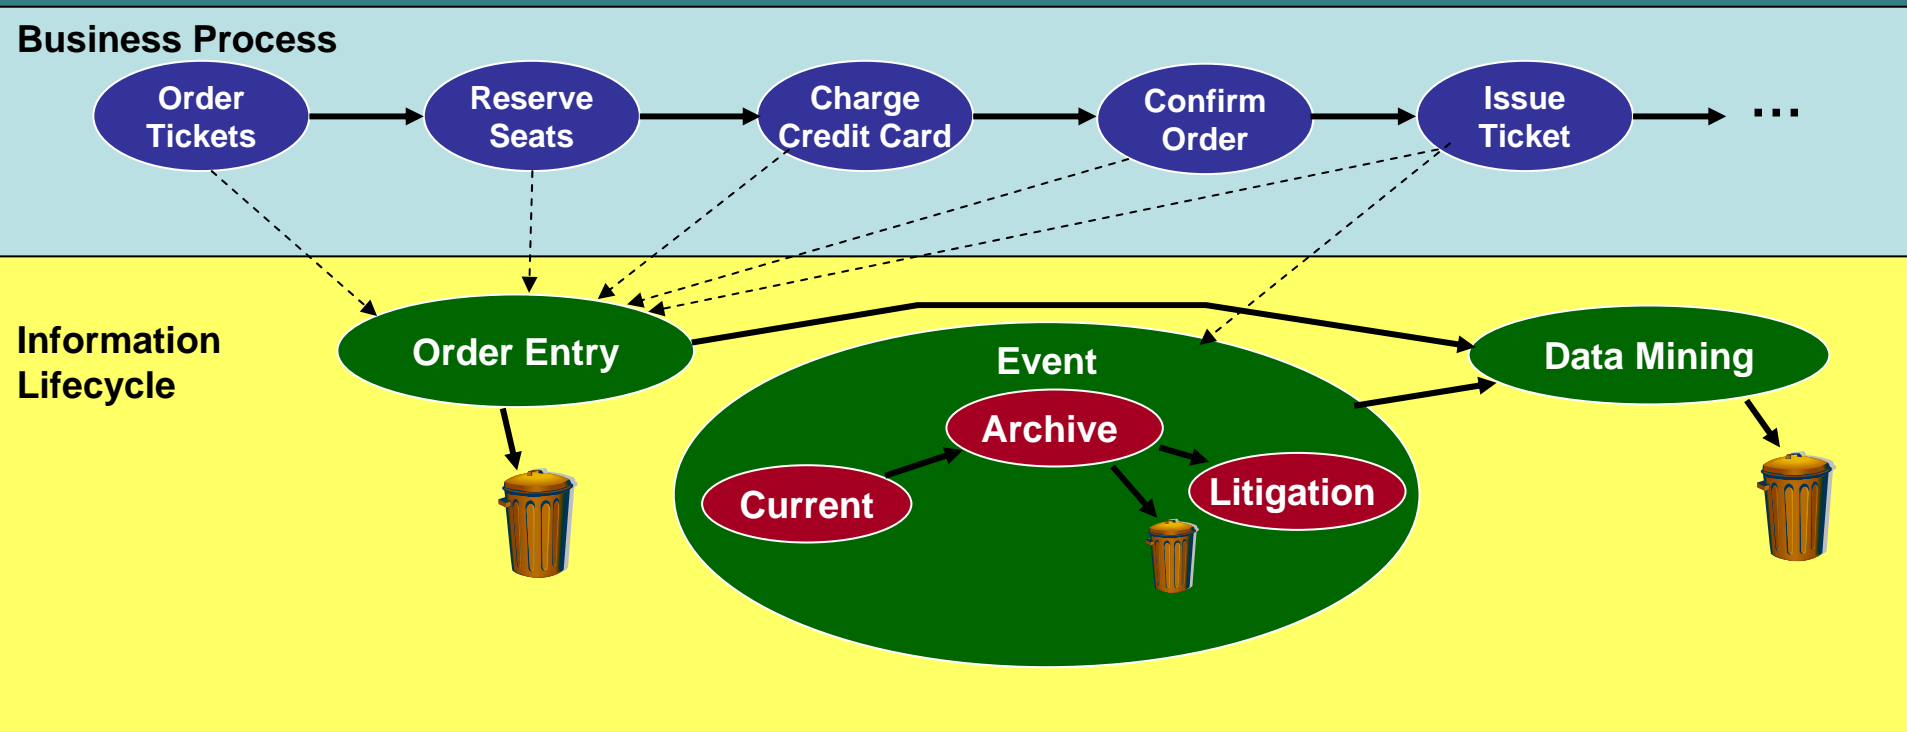 Business Process
Order
Tickets
Reserve
Seats
Charge
Credit Card
Confirm
Order
Issue
Ticket
...
Information
Lifecycle
Order Entry
Event
Archive
Current
Litigation
Data Mining